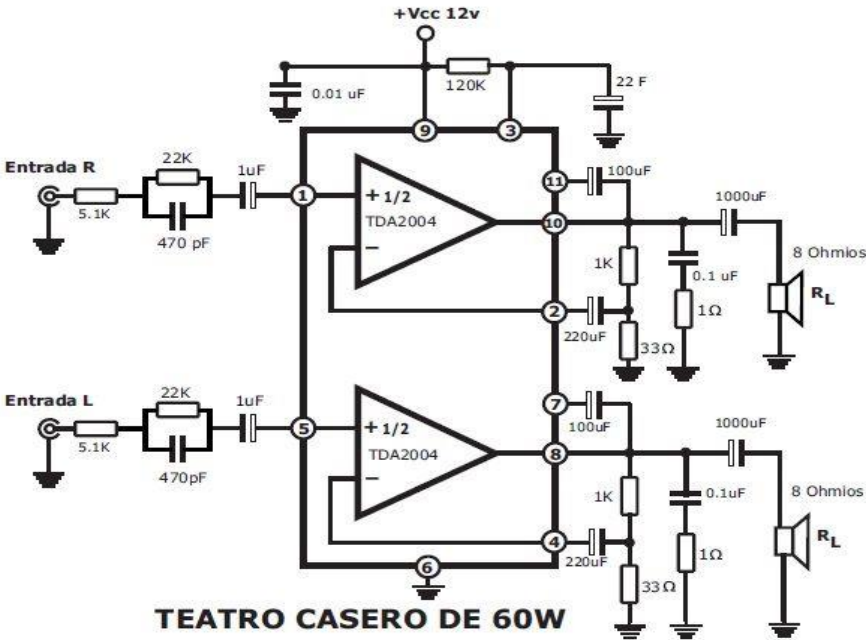 +Vcc 12v
0.01 uF
120K
22 F
9
3
Entrada R
22K
1uF
5.1K
470 pF
1
+ 1/2
TDA2004
−
11
100uF
10
1000uF
8 Ohmios
1K
0.1 uF
RL
2
220uF
33Ω
1Ω
Entrada L
22K
1uF
5.1K
470pF
5
+ 1/2
TDA2004
−
7
100uF
8
1000uF
8 Ohmios
1K
0.1uF
RL
4
220uF
33Ω
1Ω
6
TEATRO CASERO DE 60W